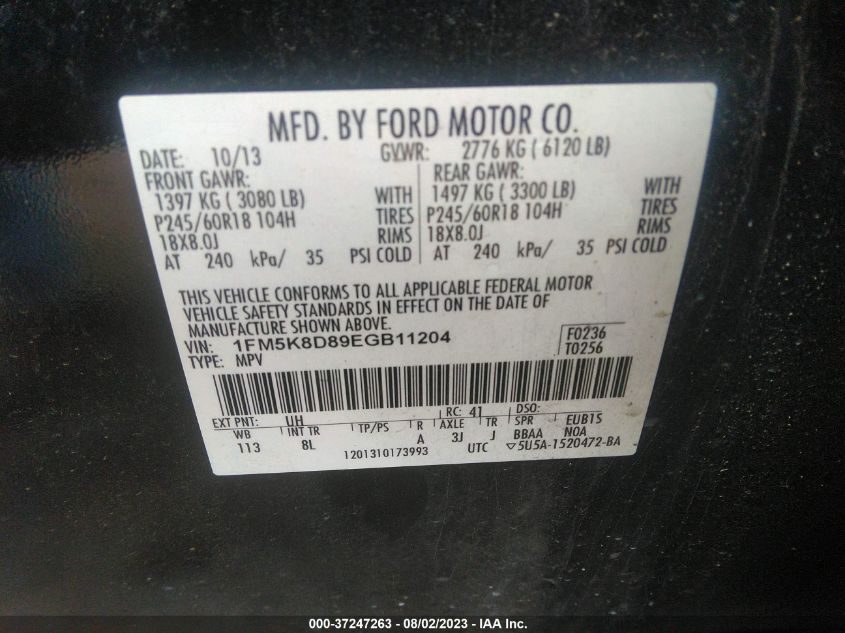 MFD. BY FORD MOTOR CO.
DATE: 10/13 GVWR: 2776 KG ( 6120 LB)
FRONT GAWR: REAR GAWR:
1397 KG ( 3080 LB) WITH 1497 KG ( 3300 LB) WITH
P245/60R18 104H TIRES P245/60R18 104H TIRES
18X8.0J RIMS 18X8.0J RIMS
AT 240 kPa/ 35 PSI COLD AT 240 kPa/ 35 PSI COLD
THIS VEHICLE CONFORMS TO ALL APPLICABLE FEDERAL MOTOR
VEHICLE SAFETY STANDARDS IN EFFECT ON THE DATE OF
MANUFACTURE SHOWN ABOVE.
VIN: 1FM5K8D89EGB11204 F0236
TYPE: MPV T0256
EXT PNT: UH RC: 41 DSO:
WB INT TR TP/PS R AXLE TR SPR EUB1S
113 8L A 3J J BBAA NOA
1201310173993 UTC ▽5U5A-1520472-BA
000-37247263 - 08/02/2023 - IAA Inc.